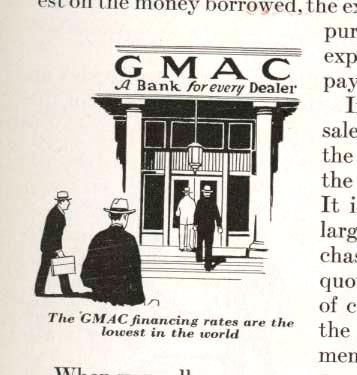 est on the money borrowed, the ex
pur
exp
pay
GMAC
A Bank for every Dealer
I
sale
the
the
It i
larg
chas
quo
of c
the
men
The GMAC financing rates are the
lowest in the world